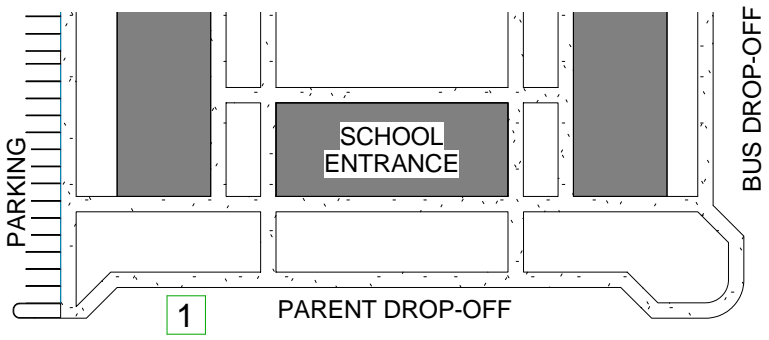 BUS DROP-OFF
SCHOOL
ENTRANCE
PARKING
1
PARENT DROP-OFF